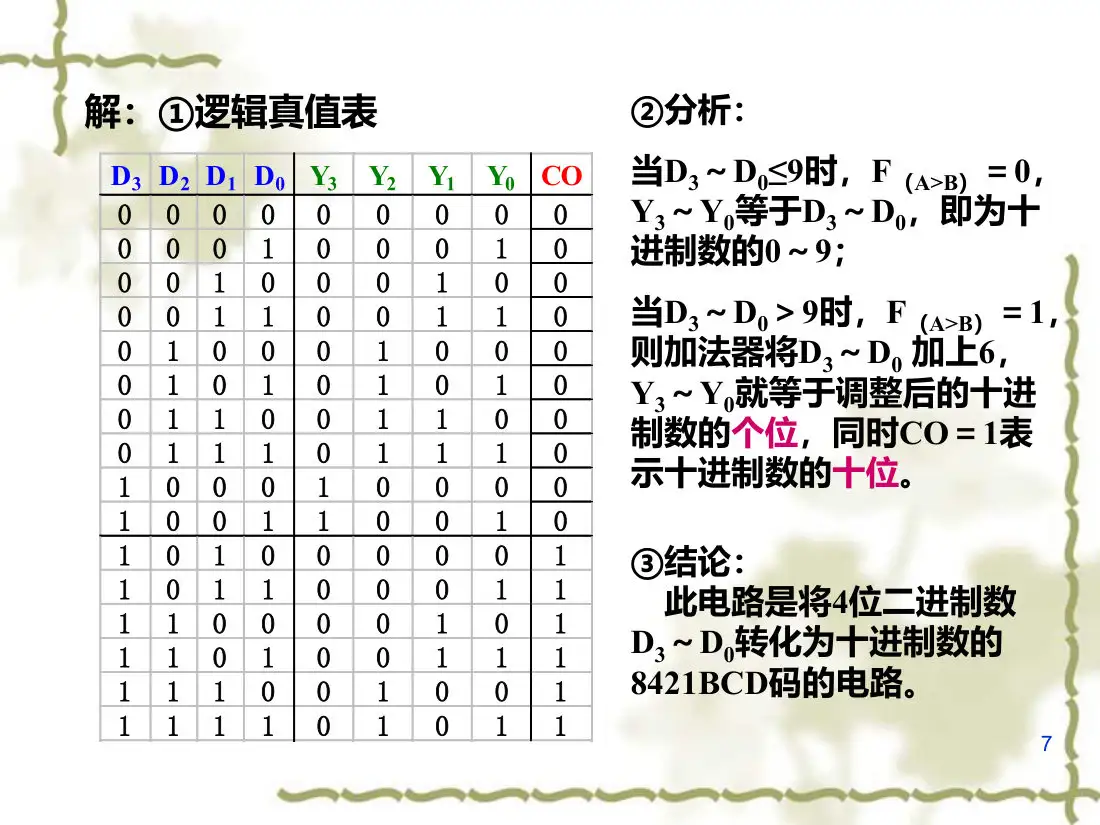 解：①逻辑真值表
D3 D2 D1 D0 Y3 Y2 Y1 Y0 CO
0 0 0 0 0 0 0 0 0
0 0 0 1 0 0 0 1 0
0 0 1 0 0 0 1 0 0
0 0 1 1 0 0 1 1 0
0 1 0 0 0 1 0 0 0
0 1 0 1 0 1 0 1 0
0 1 1 0 0 1 1 0 0
0 1 1 1 0 1 1 1 0
1 0 0 0 1 0 0 0 0
1 0 0 1 1 0 0 1 0
1 0 1 0 0 0 0 0 1
1 0 1 1 0 0 0 1 1
1 1 0 0 0 0 1 0 1
1 1 0 1 0 0 1 1 1
1 1 1 0 0 1 0 0 1
1 1 1 1 0 1 0 1 1
②分析：
当D3～D0≤9时，F（A>B）＝0，
Y3～Y0等于D3～D0，即为十
进制数的0～9；
当D3～D0＞9时，F（A>B）＝1，
则加法器将D3～D0 加上6，
Y3～Y0就等于调整后的十进
制数的个位，同时CO＝1表
示十进制数的十位。
③结论：
此电路是将4位二进制数
D3～D0转化为十进制数的
8421BCD码的电路。
7